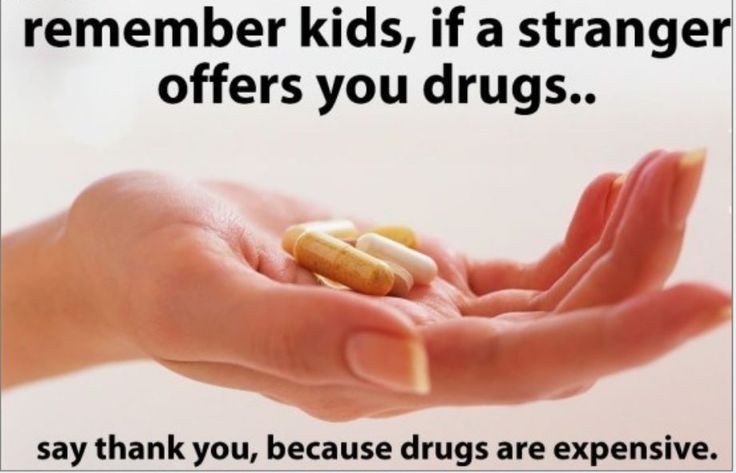 remember kids, if a stranger
offers you drugs..
say thank you, because drugs are expensive.